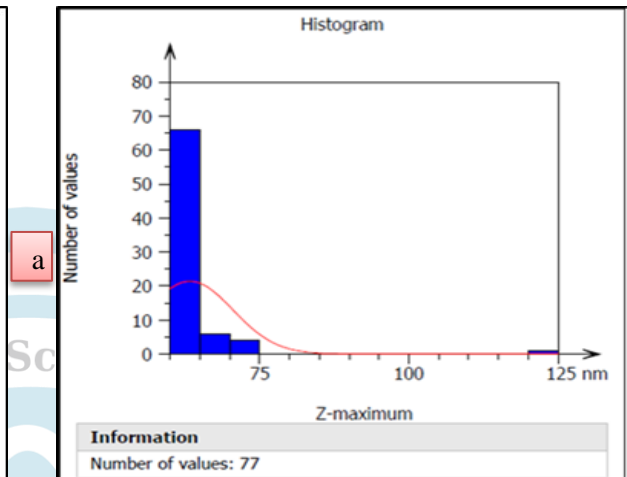 Histogram
80
70
60
50
40
30
20
10
0
Number of values
75
100
125 nm
Z-maximum
a
Sc
Information
Number of values: 77